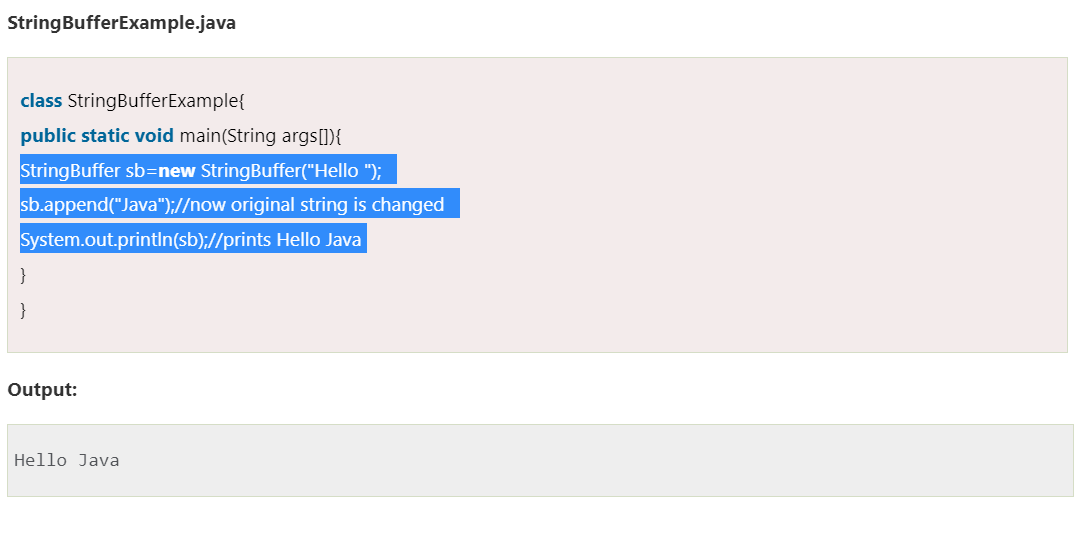 StringBufferExample.java
class StringBufferExample{
public static void main(String args[]){
StringBuffer sb=new StringBuffer("Hello ");
sb.append("Java");//now original string is changed
System.out.println(sb);//prints Hello Java
}
}
Output:
Hello Java